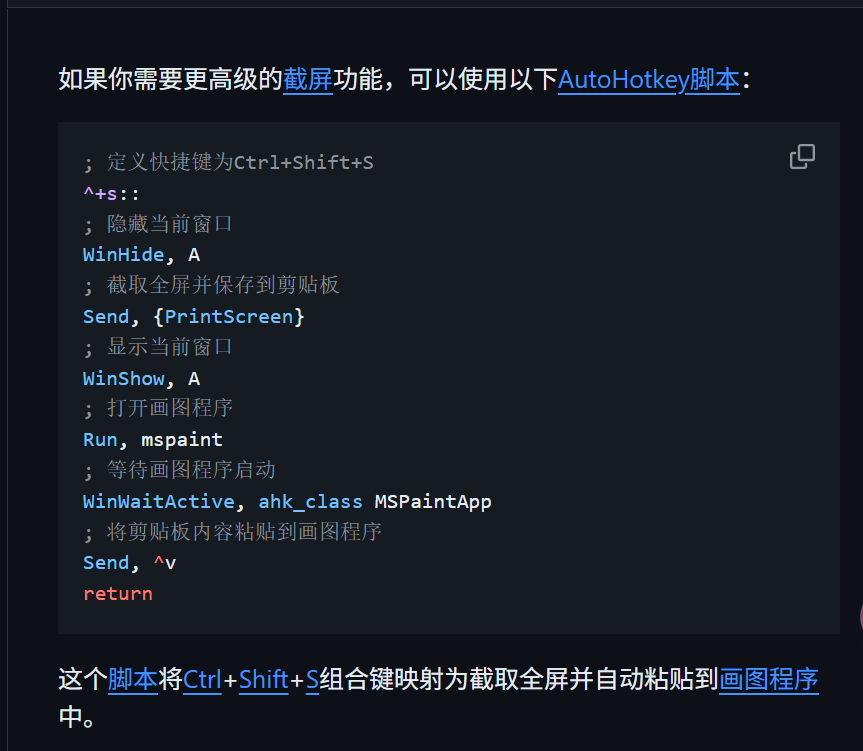 如果你需要更高级的截屏功能，可以使用以下AutoHotkey脚本：
; 定义快捷键为Ctrl+Shift+S
^+s::
; 隐藏当前窗口
WinHide, A
; 截取全屏并保存到剪贴板
Send, {PrintScreen}
; 显示当前窗口
WinShow, A
; 打开画图程序
Run, mspaint
; 等待画图程序启动
WinWaitActive, ahk_class MSPaintApp
; 将剪贴板内容粘贴到画图程序
Send, ^v
return
这个脚本将Ctrl+Shift+S组合键映射为截取全屏并自动粘贴到画图程序
中。